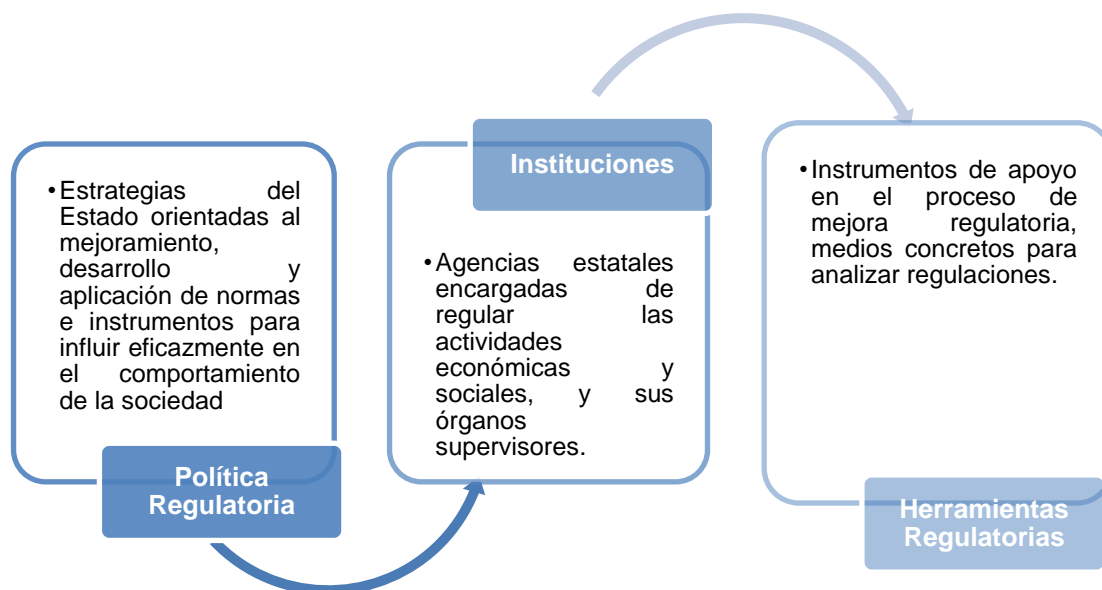 •Estrategias del
Estado orientadas al
mejoramiento,
desarrollo y
aplicación de normas
e instrumentos para
influir eficazmente en
el comportamiento
de la sociedad
Política
Regulatoria
Instituciones
•Agencias estatales
encargadas de
regular las
actividades
económicas y
sociales, y sus
órganos
supervisores.
•Instrumentos de apoyo
en el proceso de
mejora regulatoria,
medios concretos para
analizar regulaciones.
Herramientas
Regulatorias